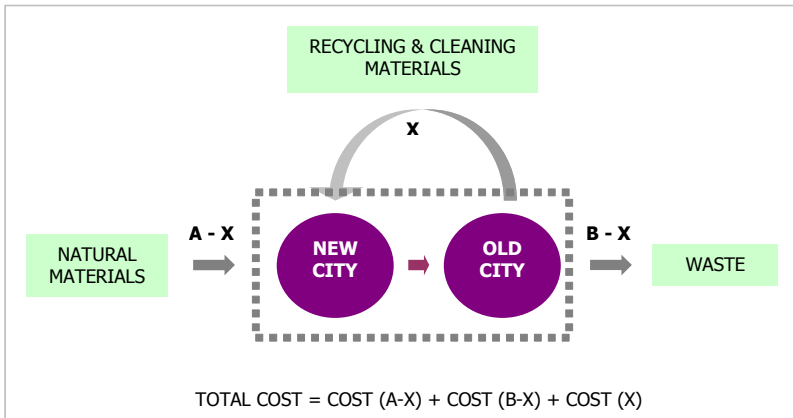 RECYCLING & CLEANING
MATERIALS
X
A - X
B - X
NATURAL
MATERIALS
NEW
CITY
OLD
CITY
WASTE
TOTAL COST = COST (A-X) + COST (B-X) + COST (X)